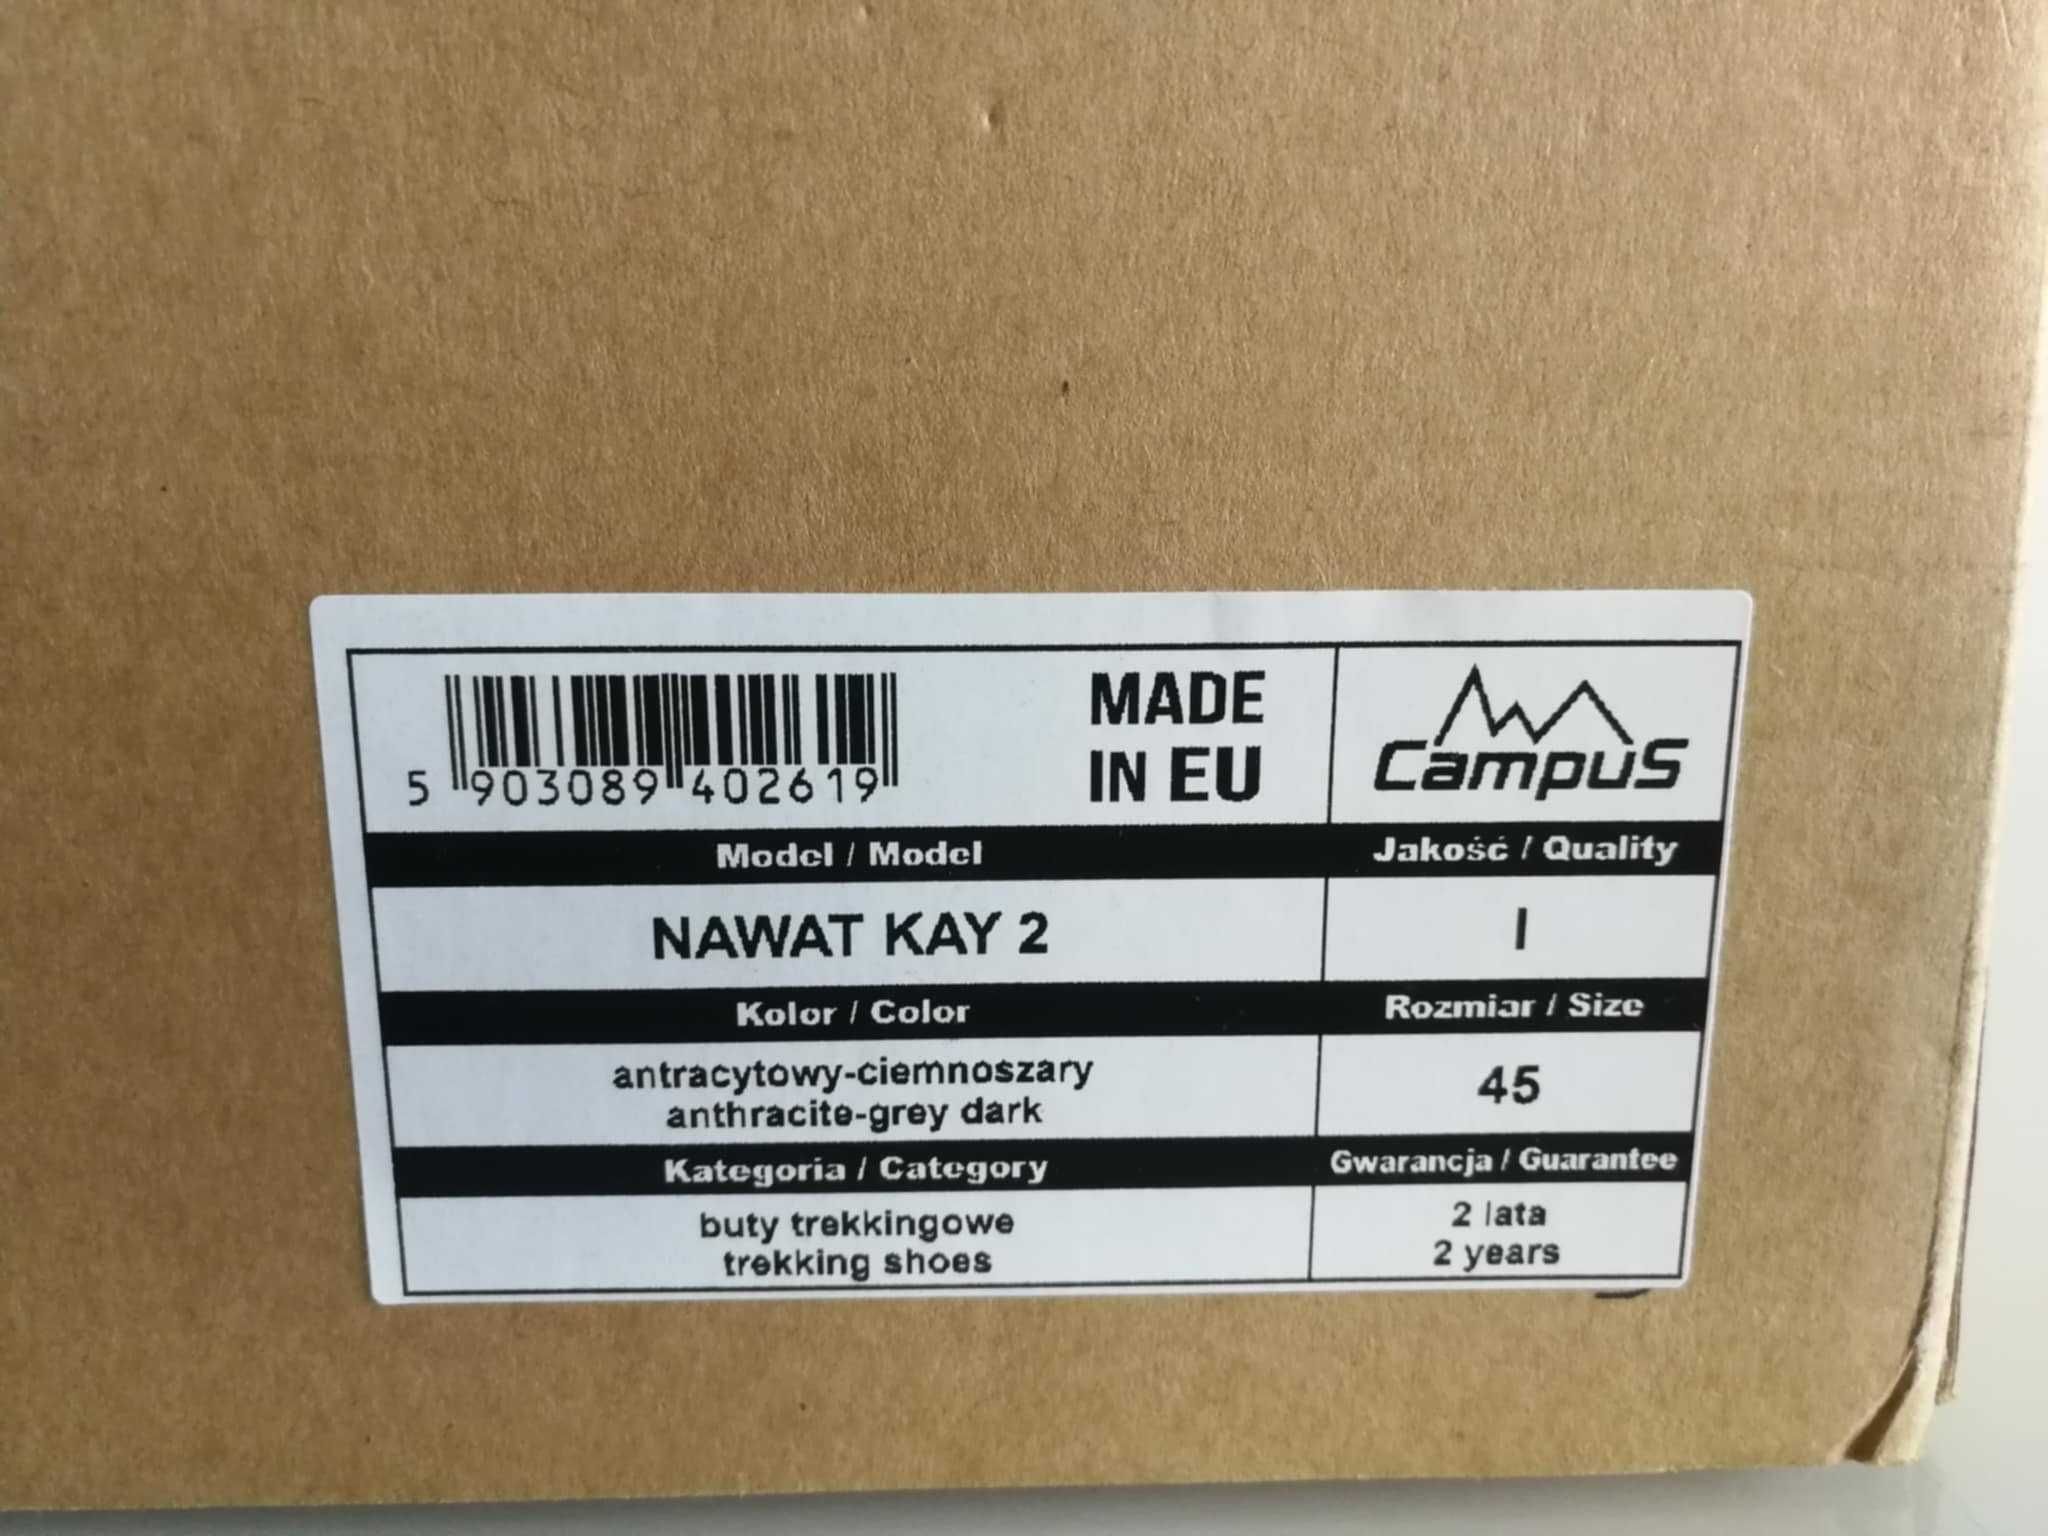 5 903089 402619
MADE
IN EU
CampuS
Model / Model
Jakość / Quality
NAWAT KAY 2
I
Kolor / Color
Rozmiar / Size
antracytowy-ciemnoszary
anthracite-grey dark
45
Kategoria / Category
Gwarancja / Guarantee
buty trekkingowe
trekking shoes
2 lata
2 years